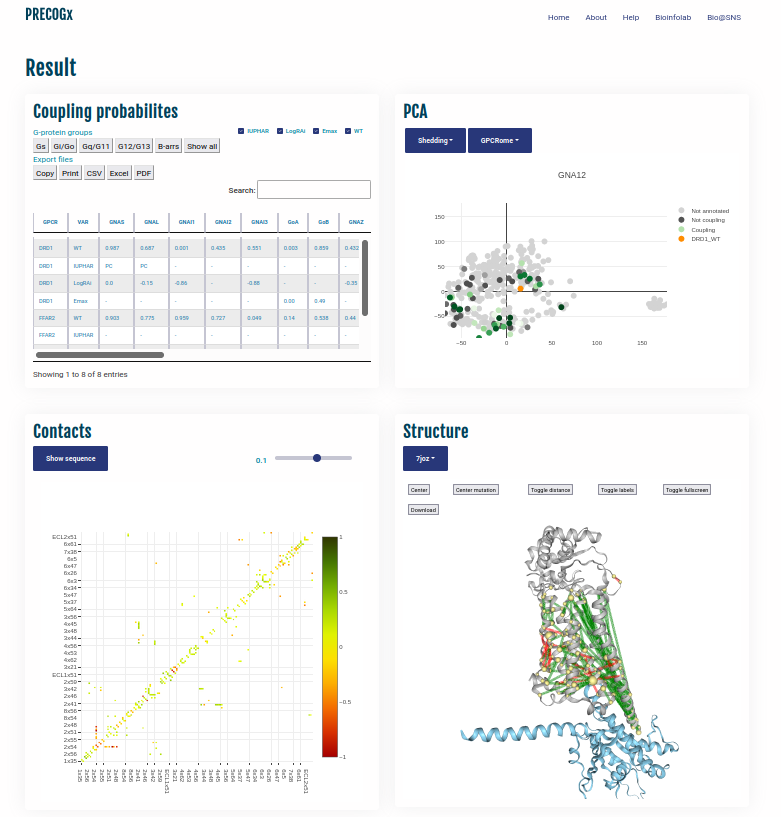 PRECOGx
Home About Help Bioinfolab Bio@SNS
Result
Coupling probabilites
G-protein groups
IUPHAR LogRAi Emax WT
Gs Gi/Go Gq/G11 G12/G13 B-arrs Show all
Export files
Copy Print CSV Excel PDF
Search:
GPCR VAR GNAS GNAL GNAI1 GNAI2 GNAI3 GoA GoB GNAZ
DRD1 WT 0.987 0.687 0.001 0.435 0.551 0.003 0.859 0.432
DRD1 IUPHAR PC PC - - - - - -
DRD1 LogRAi 0.0 -0.15 -0.86 - -0.88 - - -0.35
DRD1 Emax - - - - - 0.00 0.49 -
FFAR2 WT 0.903 0.775 0.959 0.727 0.049 0.14 0.538 0.44
FFAR2 IUPHAR - - - - - - - -
Showing 1 to 8 of 8 entries
PCA
Shedding GPCRome
GNA12
150
100
50
0
−50
−50 0 50 100 150
Not annotated
Not coupling
Coupling
DRD1_WT
Contacts
Show sequence
0.1
ECL2x51
6x61
7x38
6x5
6x47
6x26
6x3
6x34
5x47
5x37
5x64
3x56
4x45
3x48
3x44
4x56
4x53
4x62
3x21
ECL1x51
2x59
3x42
2x46
2x41
8x56
8x54
2x48
2x51
2x55
2x54
2x56
1x35
1
0.5
0
−0.5
−1
Structure
7joz
Center Center mutation Toggle distance Toggle labels Toggle fullscreen
Download